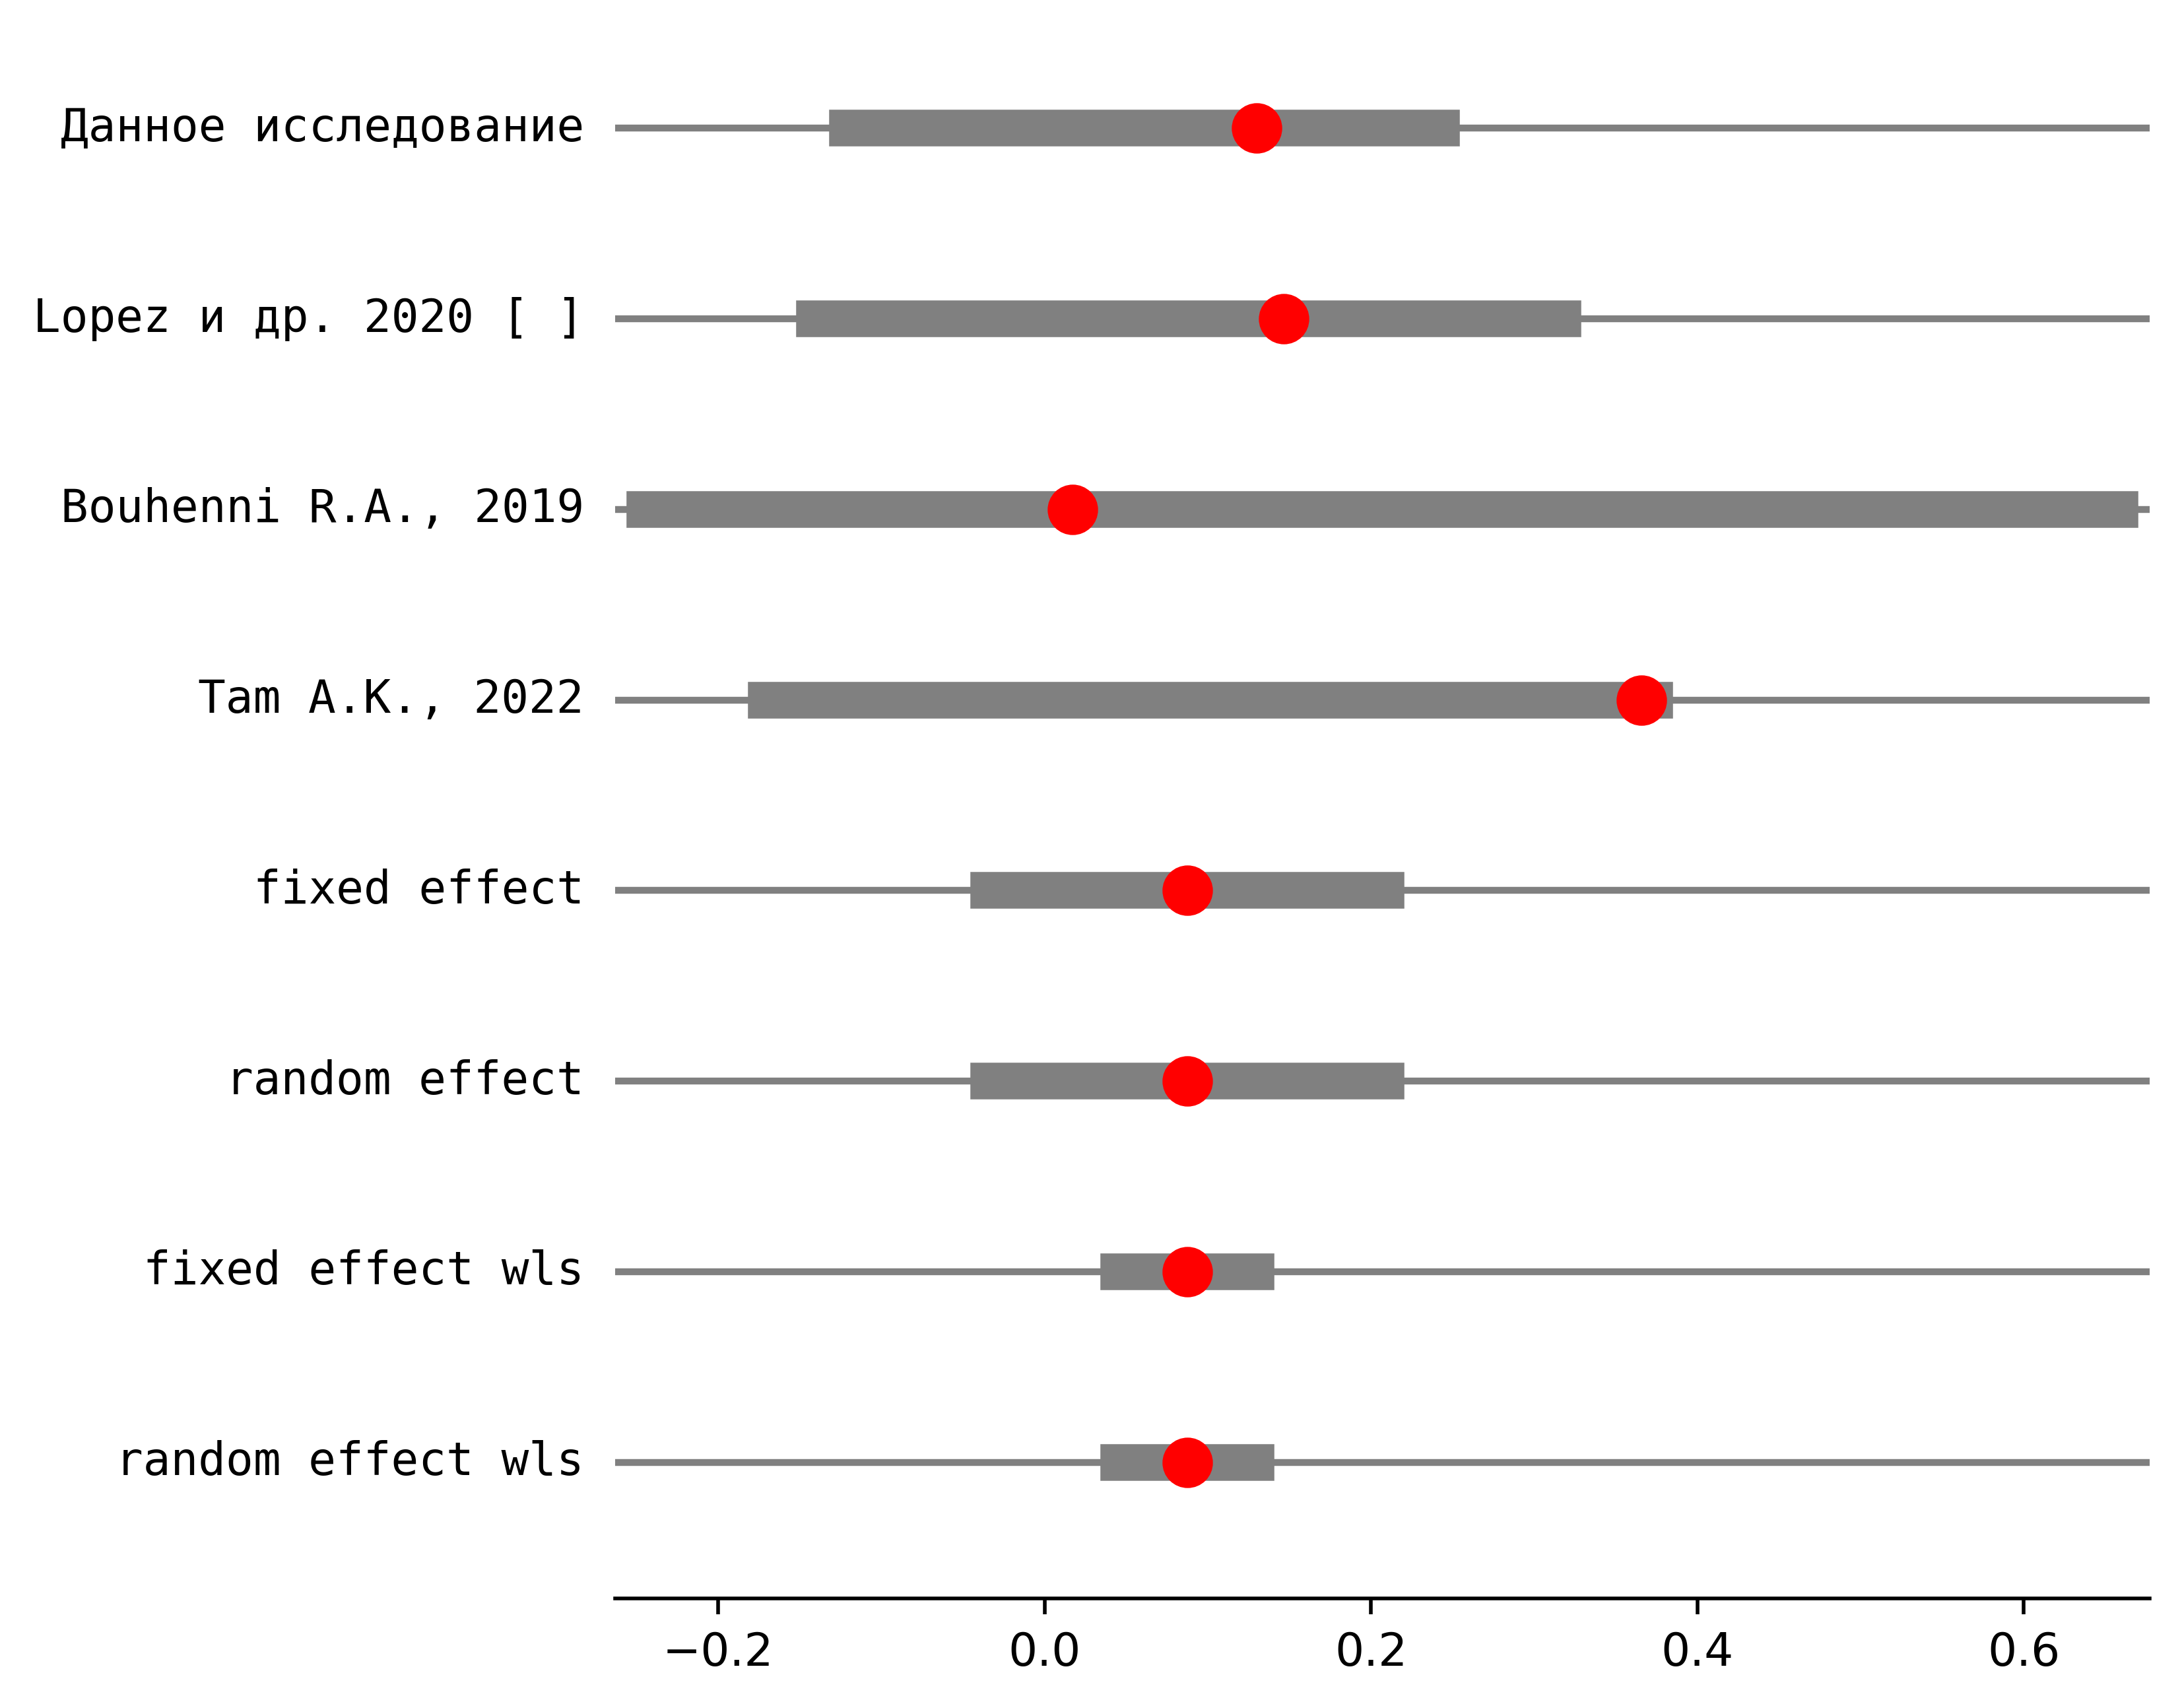 Данное исследование
Lopez и др. 2020 [ ]
Bouhenni R.A., 2019
Tam A.K., 2022
fixed effect
random effect
fixed effect wls
random effect wls
−0.2 0.0 0.2 0.4 0.6